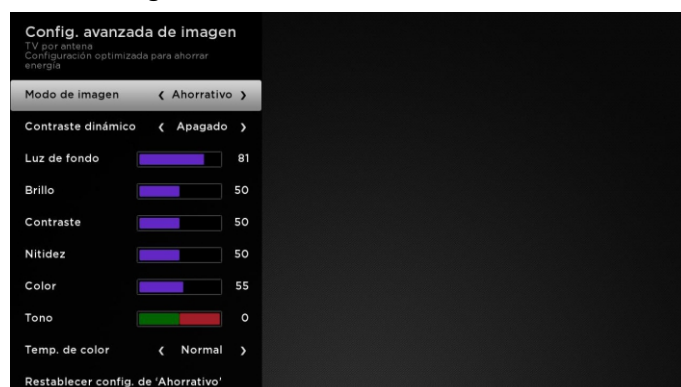 Config. avanzada de imagen
TV por antena
Configuración optimizada para ahorrar
energía
Modo de imagen ‹ Ahorrativo ›
Contraste dinámico ‹ Apagado ›
Luz de fondo 81
Brillo 50
Contraste 50
Nitidez 50
Color 55
Tono 0
Temp. de color ‹ Normal ›
Restablecer config. de 'Ahorrativo'